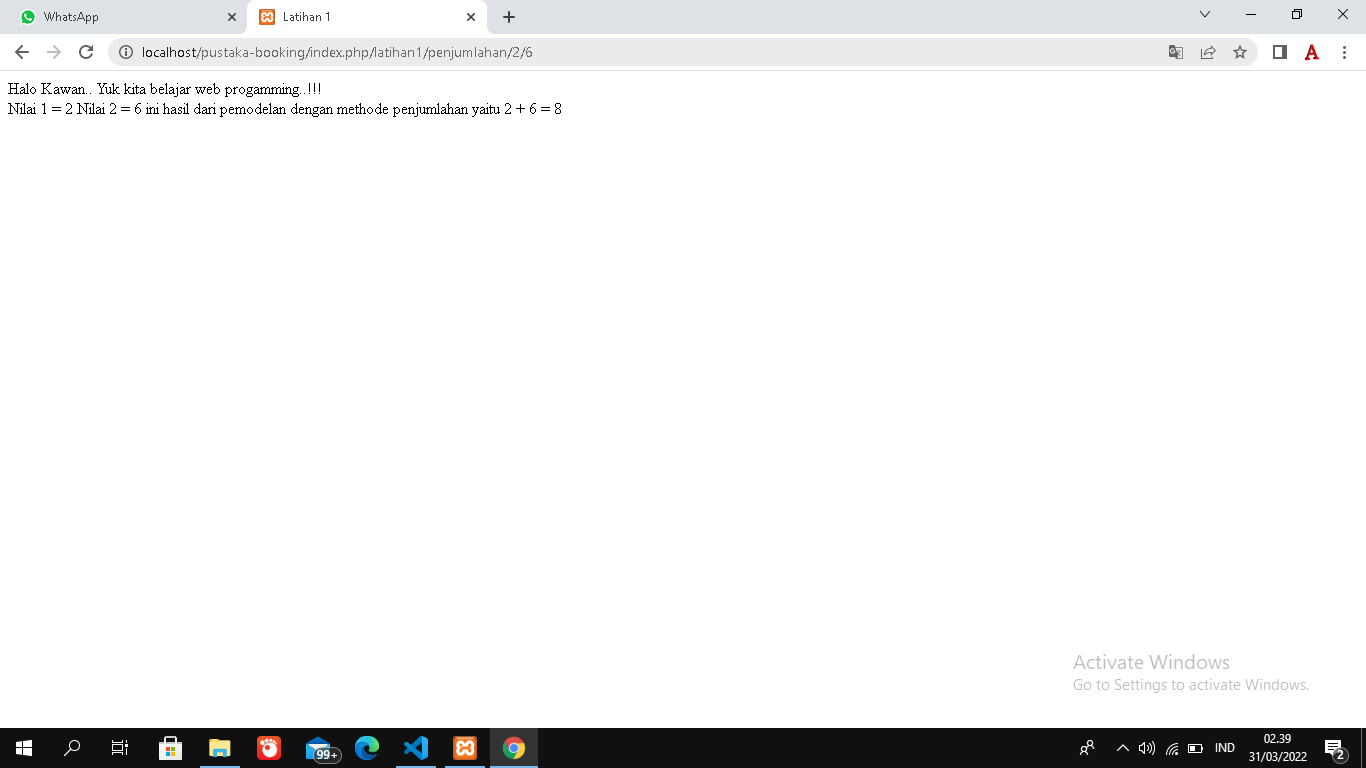 WhatsApp
Latihan 1
localhost/pustaka-booking/index.php/latihan1/penjumlahan/2/6
Halo Kawan.. Yuk kita belajar web progamming..!!!
Nilai 1 = 2 Nilai 2 = 6 ini hasil dari pemodelan dengan methode penjumlahan yaitu 2 + 6 = 8
Activate Windows
Go to Settings to activate Windows.
99+
IND
02.39
31/03/2022
2